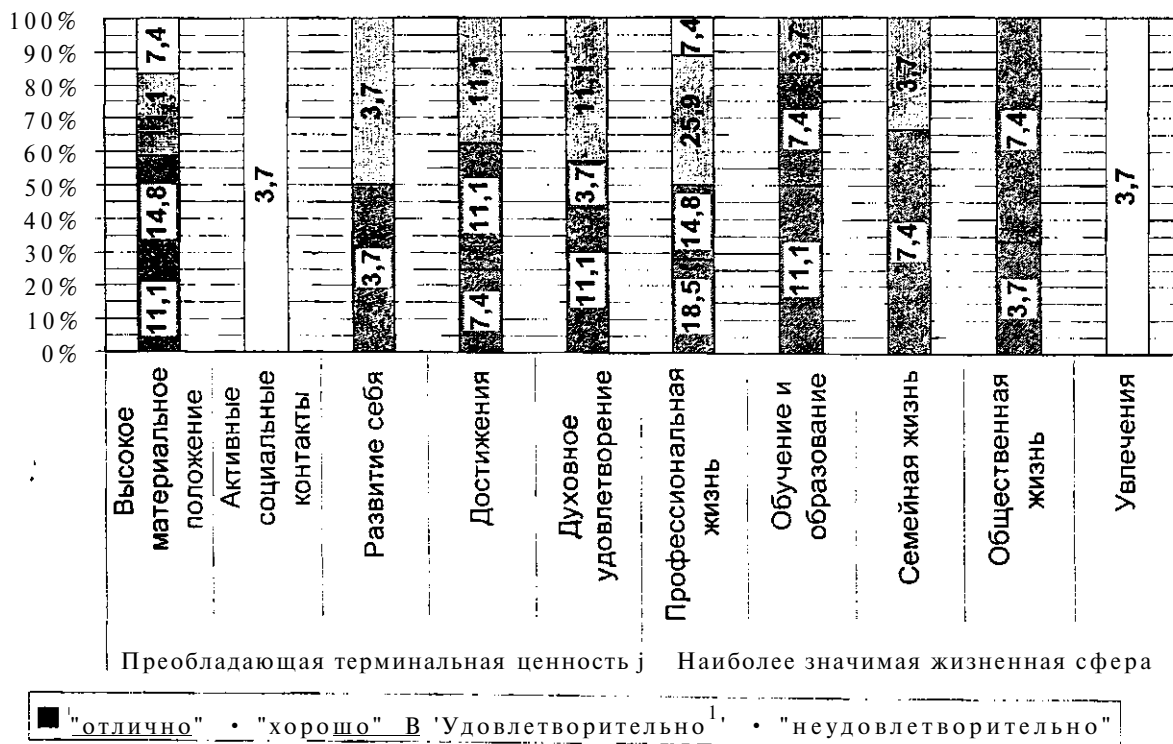 100%
90%
80%
70%
60%
50%
40%
30%
20%
10%
0%
7,4
14,8
11,1
3,7
3,7
3,7
11,1
11,1
7,4
11,1
3,7
11,1
7,4
25,9
14,8
18,5
3,7
7,4
11,1
3,7
7,4
7,4
3,7
3,7
Высокое
материальное
положение
Активные
социальные
контакты
Развитие себя
Достижения
Духовное
удовлетворение
Профессиональная
жизнь
Обучение и
образование
Семейная жизнь
Общественная
жизнь
Увлечения
Преобладающая терминальная ценность j Наиболее значимая жизненная сфера
"отлично" • "хорошо" В 'Удовлетворительно1' • "неудовлетворительно"